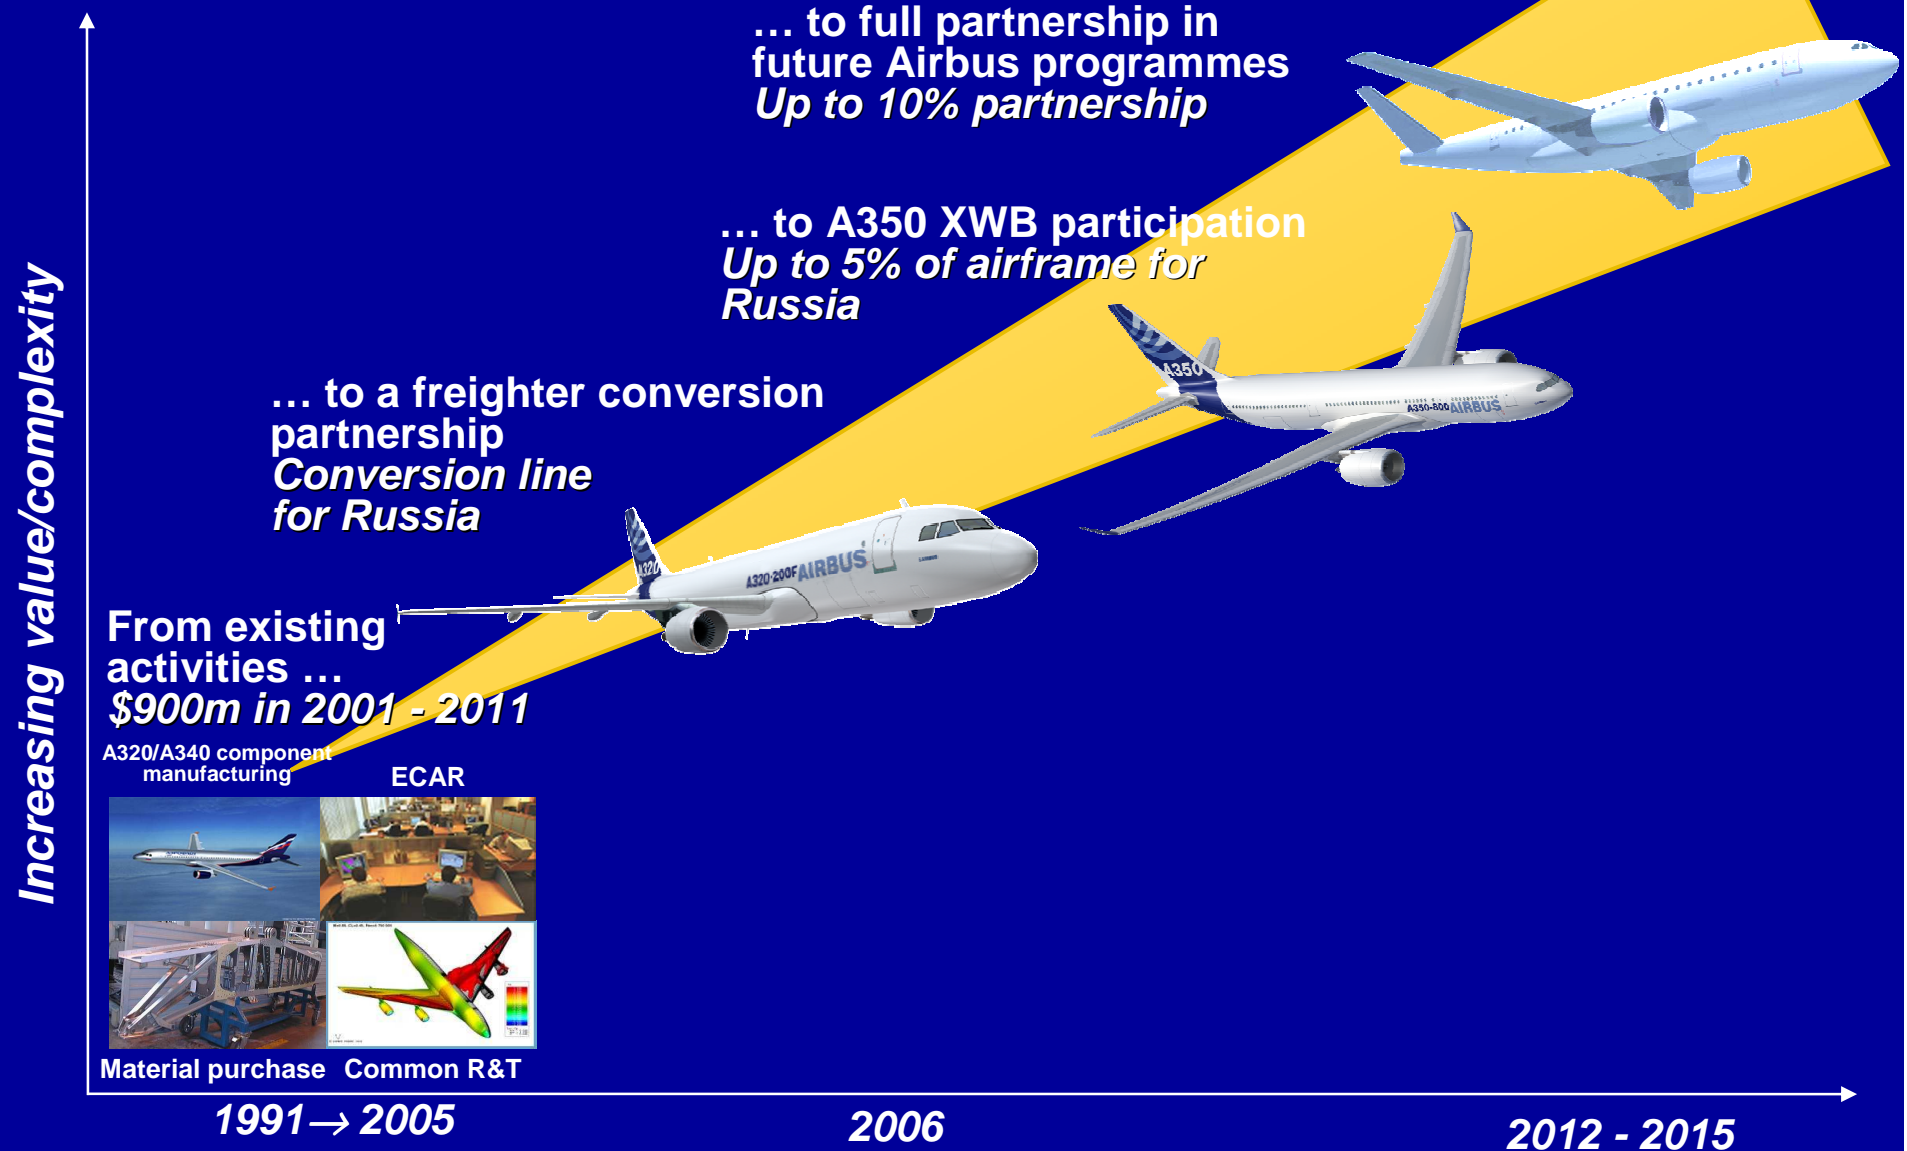 … to full partnership in
future Airbus programmes
Up to 10% partnership
… to A350 XWB participation
Up to 5% of airframe for
Russia
A350
A350-800 AIRBUS
… to a freighter conversion
partnership
Conversion line
for Russia
A320
A320-200F AIRBUS
From existing
activities …
$900m in 2001 - 2011
A320/A340 component
manufacturing
ECAR
Material purchase
Common R&T
Increasing value/complexity
1991→ 2005
2006
2012 - 2015